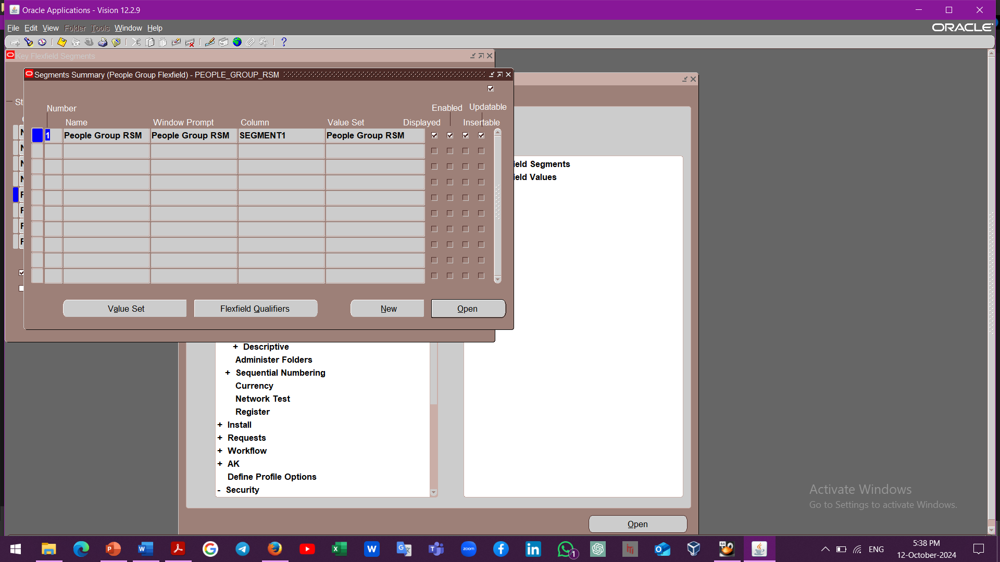 Oracle Applications - Vision 12.2.9
File Edit View Folder Tools Window Help
ORACLE
Key Flexfield Segments
Segments Summary (People Group Flexfield) - PEOPLE_GROUP_RSM
St
Number
Enabled
Updatable
Name
Window Prompt
Column
Value Set
Displayed
Insertable
1 People Group RSM People Group RSM SEGMENT1 People Group RSM
ield Segments
ield Values
Value Set
Flexfield Qualifiers
New
Open
+ Descriptive
Administer Folders
+ Sequential Numbering
Currency
Network Test
Register
+ Install
+ Requests
+ Workflow
+ AK
Define Profile Options
- Security
Open
Activate Windows
Go to Settings to activate Windows.
zoom
1
64
ENG
5:38 PM
12-October-2024